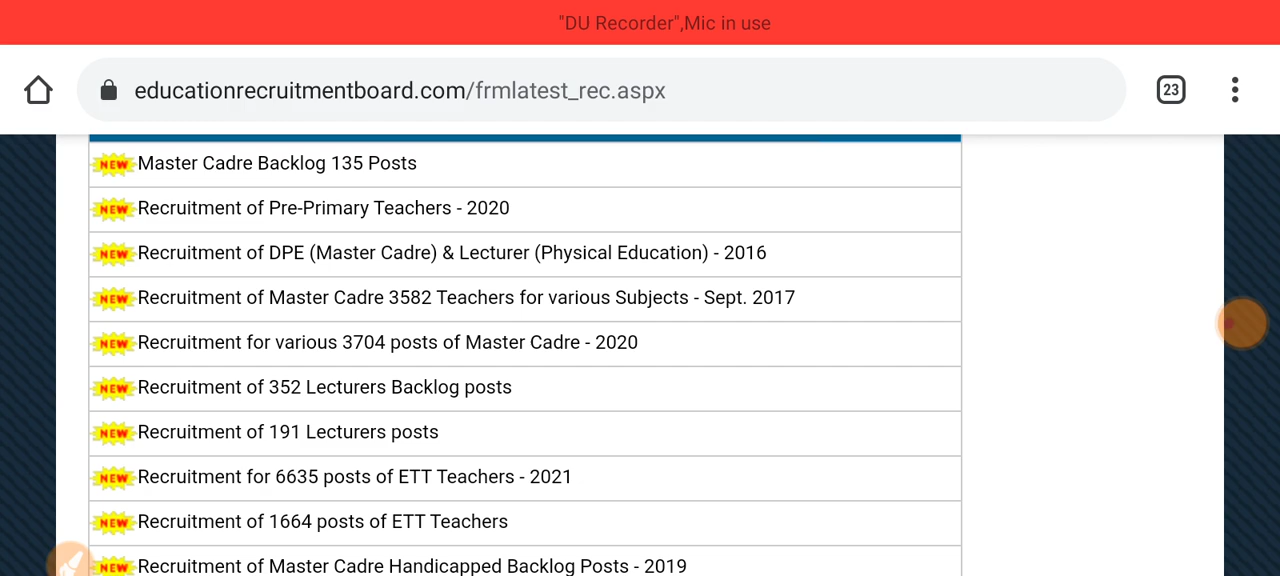 "DU Recorder",Mic in use
educationrecruitmentboard.com/frmlatest_rec.aspx
23
NEW Master Cadre Backlog 135 Posts
NEW Recruitment of Pre-Primary Teachers - 2020
NEW Recruitment of DPE (Master Cadre) & Lecturer (Physical Education) - 2016
NEW Recruitment of Master Cadre 3582 Teachers for various Subjects - Sept. 2017
NEW Recruitment for various 3704 posts of Master Cadre - 2020
NEW Recruitment of 352 Lecturers Backlog posts
NEW Recruitment of 191 Lecturers posts
NEW Recruitment for 6635 posts of ETT Teachers - 2021
NEW Recruitment of 1664 posts of ETT Teachers
NEW Recruitment of Master Cadre Handicapped Backlog Posts - 2019